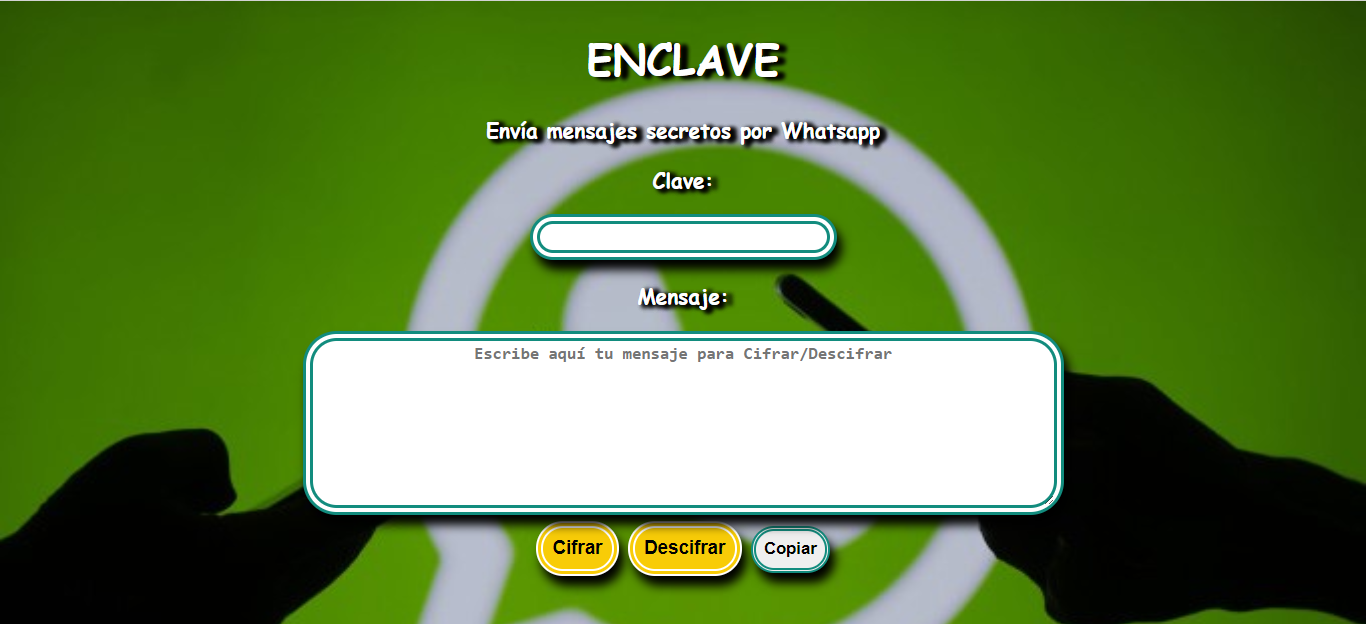 ENCLAVE
Envía mensajes secretos por Whatsapp
Clave:
Mensaje:
Escribe aquí tu mensaje para Cifrar/Descifrar
Cifrar Descifrar Copiar